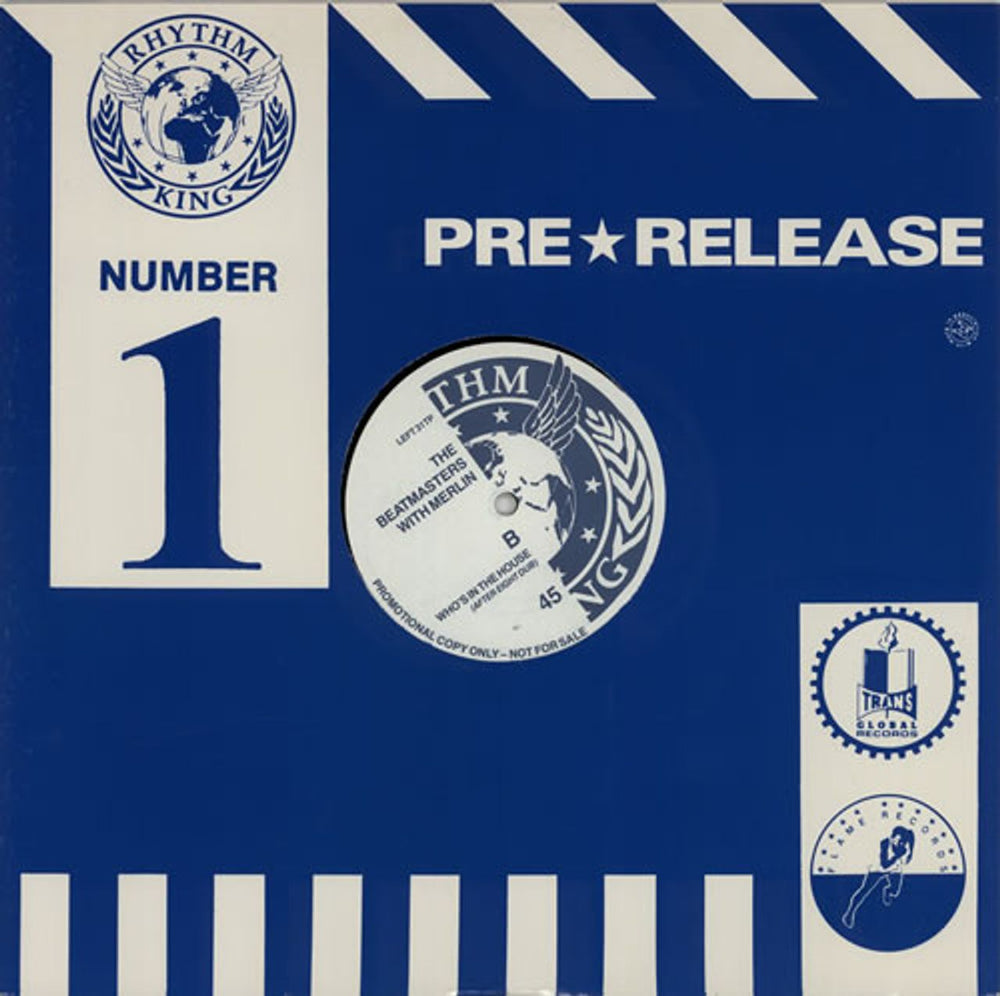 RHYTHM
KING
NUMBER
1
PRE★RELEASE
THM
NG
LEFT 31TP
THE
BEATMASTERS
WITH MERLIN
B
WHO'S IN THE HOUSE
(AFTER EIGHT DUB)
45
PROMOTIONAL COPY ONLY – NOT FOR SALE
TRANS
GLOBAL
RECORDS
FLAME RECORDS